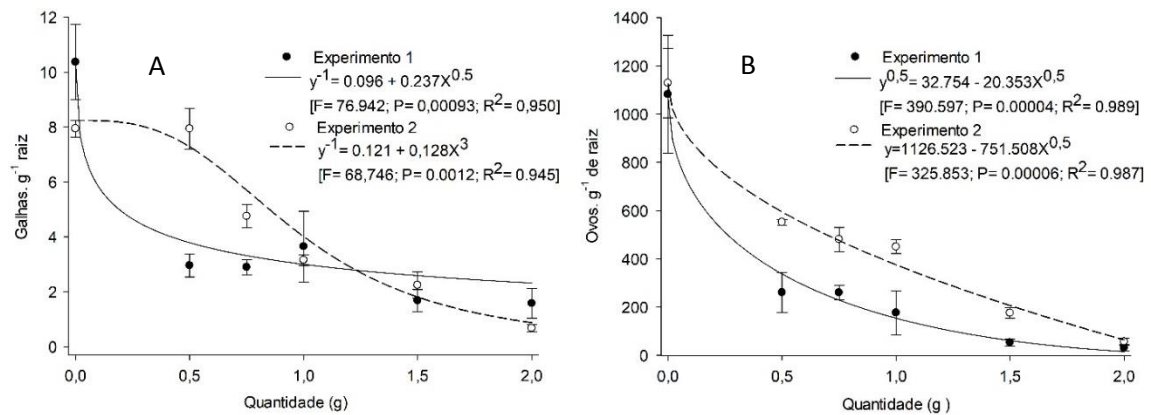 A
12
10
8
6
4
2
0
Galhas. g⁻¹ raiz
Experimento 1
y⁻¹= 0.096 + 0.237X^0.5
[F= 76.942; P= 0,00093; R²= 0,950]
Experimento 2
y⁻¹= 0.121 + 0,128X³
[F= 68,746; P= 0.0012; R²= 0.945]
0,0 0,5 1,0 1,5 2,0
Quantidade (g)
B
1400
1200
1000
800
600
400
200
0
Ovos. g⁻¹ de raiz
Experimento 1
y^0,5= 32.754 - 20.353X^0,5
[F= 390.597; P= 0.00004; R²= 0.989]
Experimento 2
y=1126.523 - 751.508X^0,5
[F= 325.853; P= 0.00006; R²= 0.987]
0,0 0,5 1,0 1,5 2,0
Quantidade (g )